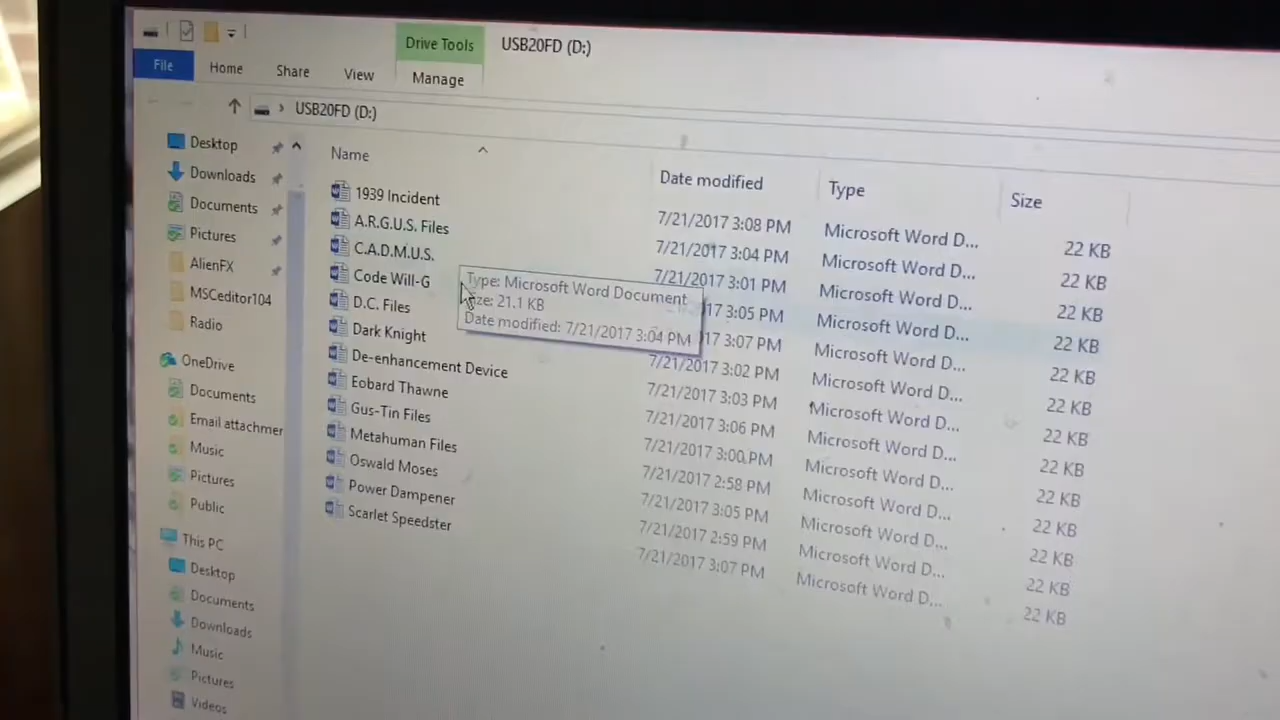 Drive Tools
USB20FD (D:)
File
Home
Share
View
Manage
USB20FD (D:)
Desktop
Downloads
Documents
Pictures
AlienFX
MSCeditor104
Radio
OneDrive
Documents
Email attachmer
Music
Pictures
Public
This PC
Desktop
Documents
Downloads
Music
Pictures
Videos
Name
Date modified
Type
Size
1939 Incident 7/21/2017 3:08 PM Microsoft Word D... 22 KB
A.R.G.U.S. Files 7/21/2017 3:04 PM Microsoft Word D... 22 KB
C.A.D.M.U.S. 7/21/2017 3:01 PM Microsoft Word D... 22 KB
Code Will-G 17 3:05 PM Microsoft Word D... 22 KB
D.C. Files 17 3:07 PM Microsoft Word D... 22 KB
Dark Knight 7/21/2017 3:02 PM Microsoft Word D... 22 KB
De-enhancement Device 7/21/2017 3:03 PM Microsoft Word D... 22 KB
Eobard Thawne 7/21/2017 3:06 PM Microsoft Word D... 22 KB
Gus-Tin Files 7/21/2017 3:00 PM Microsoft Word D... 22 KB
Metahuman Files 7/21/2017 2:58 PM Microsoft Word D... 22 KB
Oswald Moses 7/21/2017 3:05 PM Microsoft Word D... 22 KB
Power Dampener 7/21/2017 2:59 PM Microsoft Word D... 22 KB
Scarlet Speedster 7/21/2017 3:07 PM Microsoft Word D... 22 KB
Type: Microsoft Word Document
ize: 21.1 KB
Date modified: 7/21/2017 3:04 PM